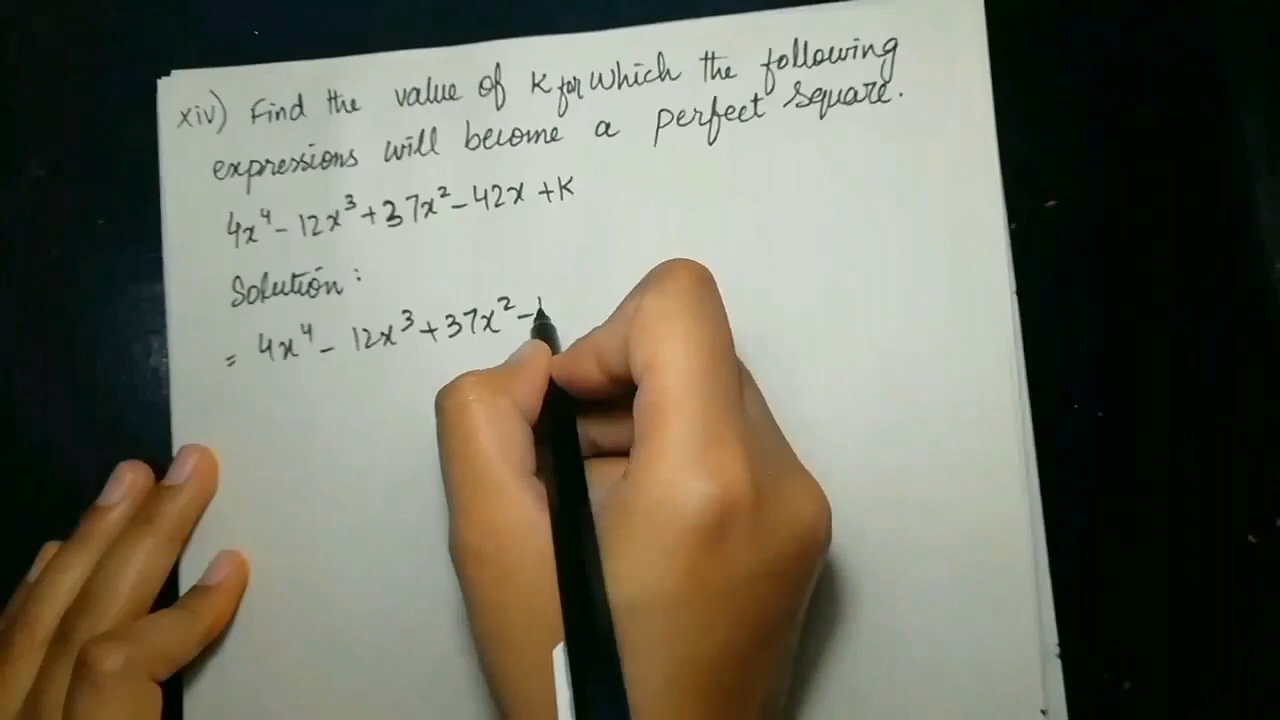 xiv) Find the value of K for which the following
expressions will become a perfect square.
4x⁴ - 12x³ + 37x² - 42x + K
Solution:
= 4x⁴ - 12x³ + 37x² -